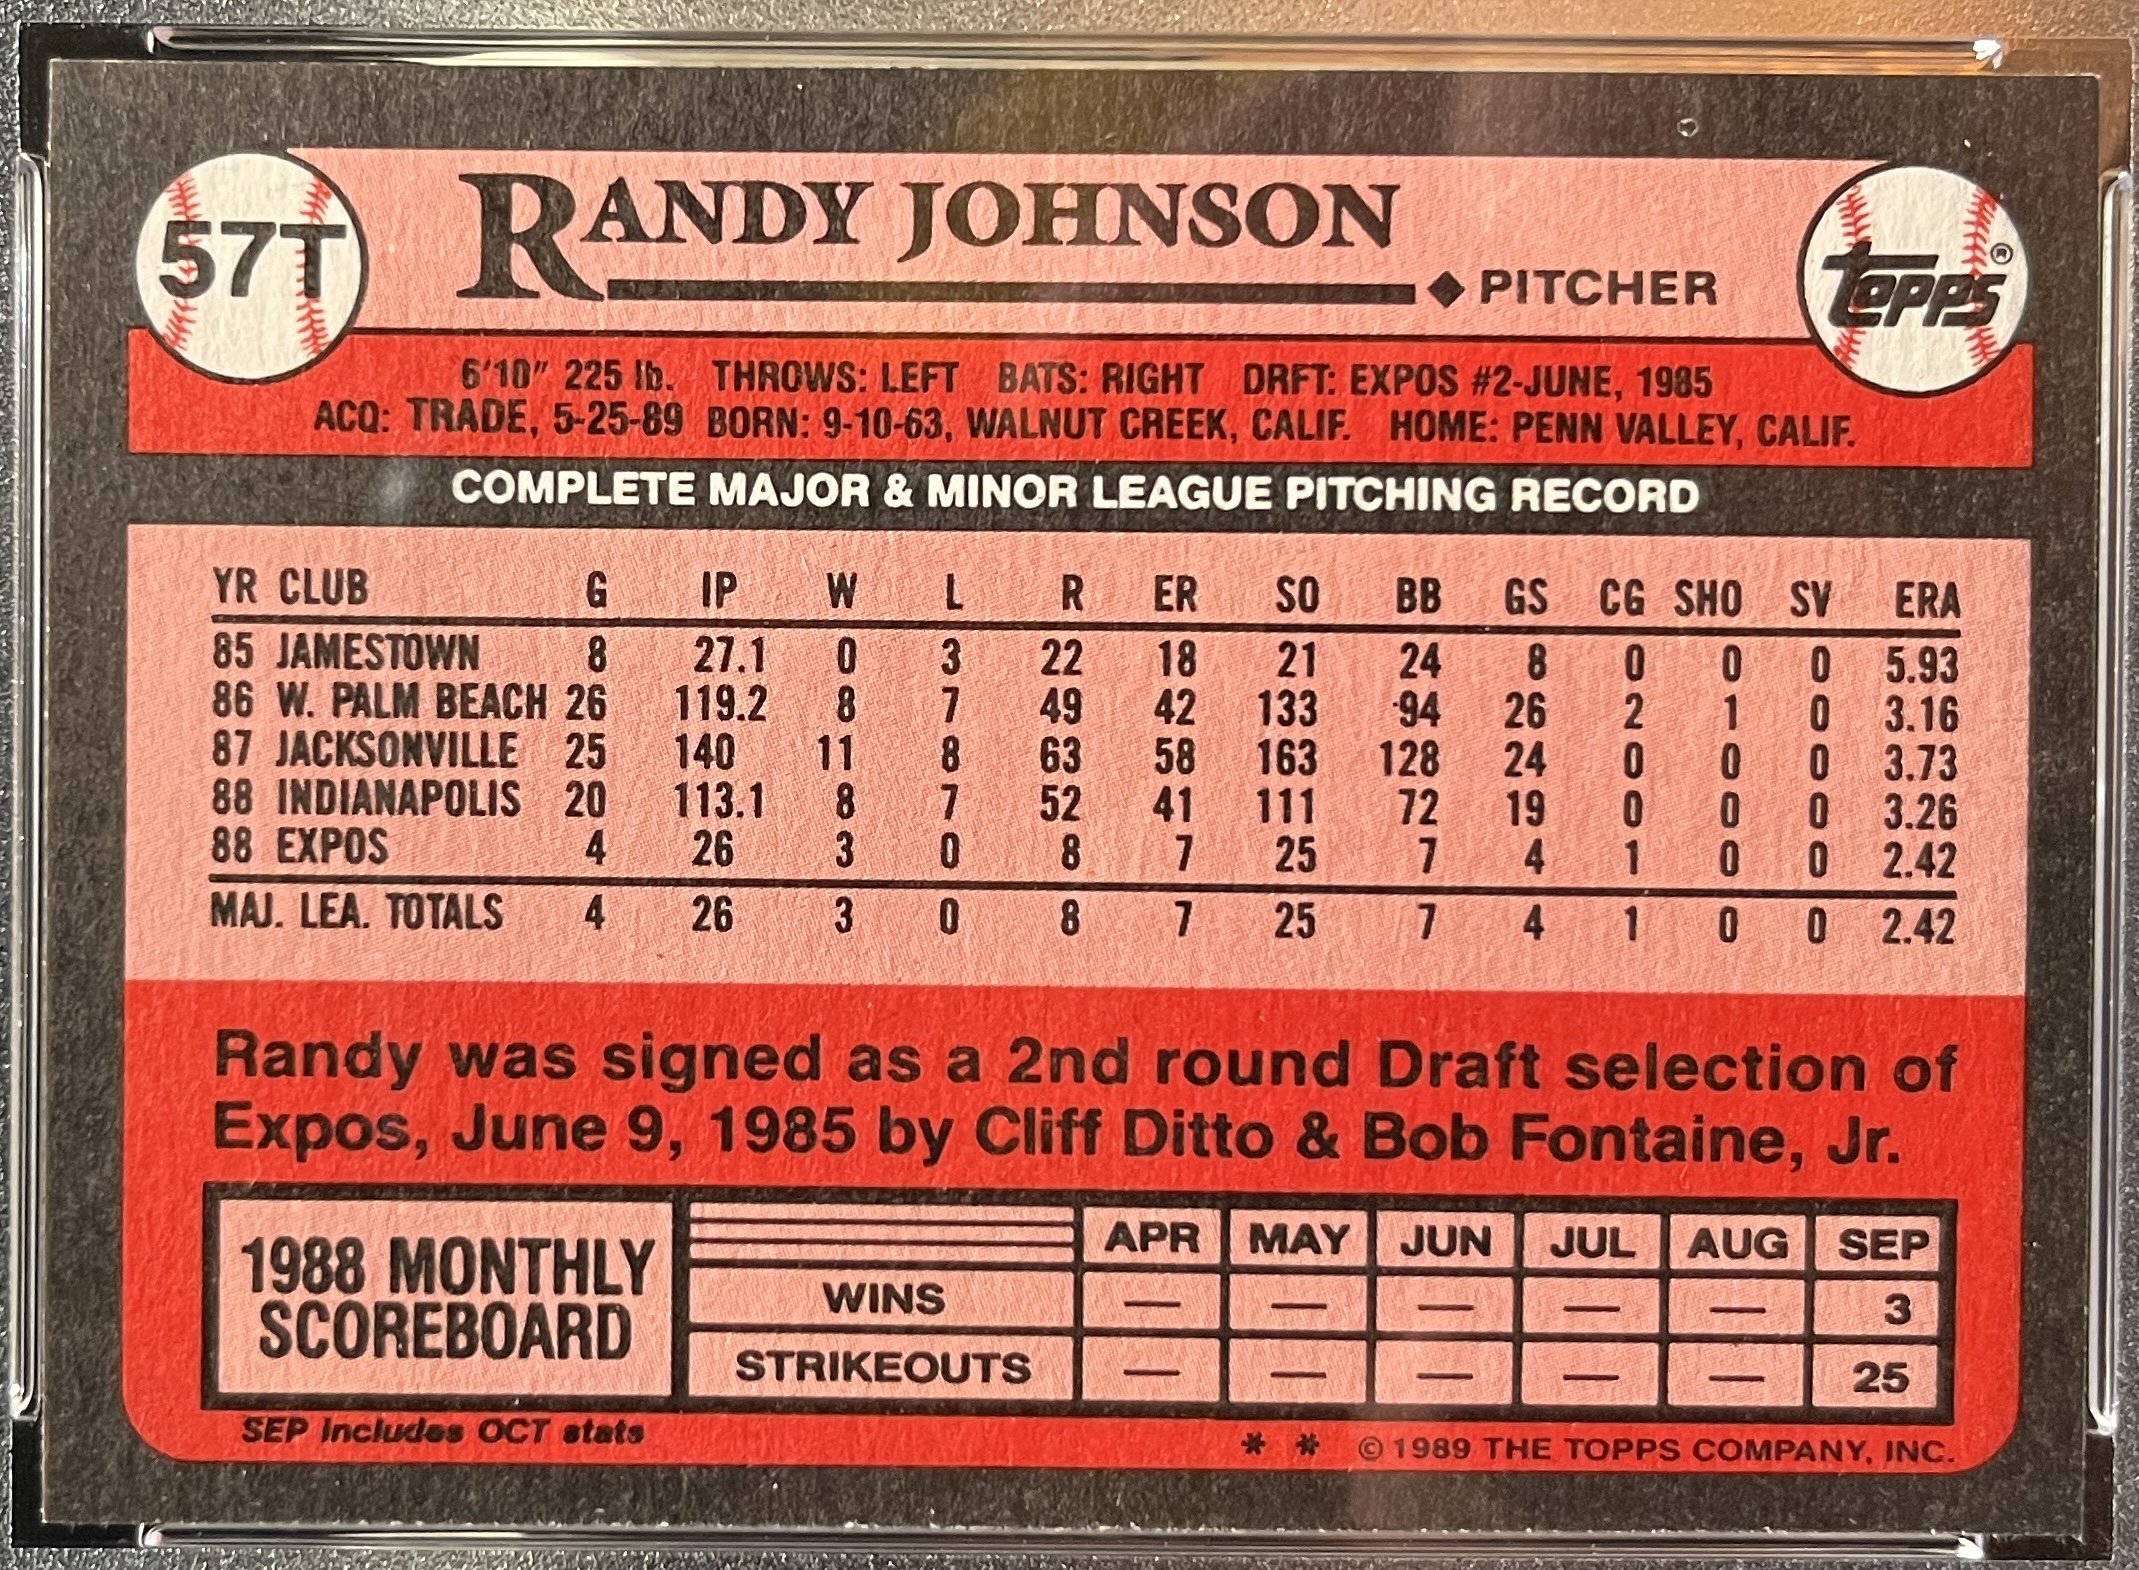 57T
RANDY JOHNSON
◆ PITCHER
TOPPS®
6'10" 225 lb. THROWS: LEFT BATS: RIGHT DRFT: EXPOS #2-JUNE, 1985
ACQ: TRADE, 5-25-89 BORN: 9-10-63, WALNUT CREEK, CALIF. HOME: PENN VALLEY, CALIF.
COMPLETE MAJOR & MINOR LEAGUE PITCHING RECORD
YR CLUB G IP W L R ER SO BB GS CG SHO SV ERA
85 JAMESTOWN 8 27.1 0 3 22 18 21 24 8 0 0 0 5.93
86 W. PALM BEACH 26 119.2 8 7 49 42 133 94 26 2 1 0 3.16
87 JACKSONVILLE 25 140 11 8 63 58 163 128 24 0 0 0 3.73
88 INDIANAPOLIS 20 113.1 8 7 52 41 111 72 19 0 0 0 3.26
88 EXPOS 4 26 3 0 8 7 25 7 4 1 0 0 2.42
MAJ. LEA. TOTALS 4 26 3 0 8 7 25 7 4 1 0 0 2.42
Randy was signed as a 2nd round Draft selection of
Expos, June 9, 1985 by Cliff Ditto & Bob Fontaine, Jr.
1988 MONTHLY
SCOREBOARD
APR MAY JUN JUL AUG SEP
WINS — — — — — 3
STRIKEOUTS — — — — — 25
SEP Includes OCT stats
* * © 1989 THE TOPPS COMPANY, INC.